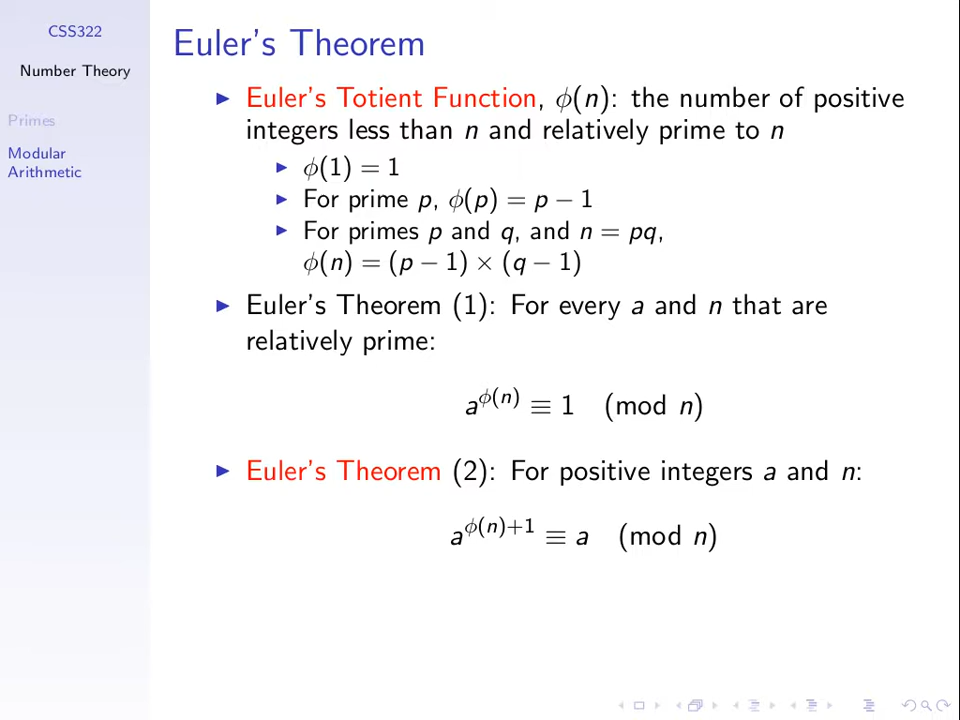 CSS322
Number Theory
Primes
Modular
Arithmetic
Euler's Theorem
Euler's Totient Function, ϕ(n): the number of positive
integers less than n and relatively prime to n
ϕ(1) = 1
For prime p, ϕ(p) = p − 1
For primes p and q, and n = pq,
ϕ(n) = (p − 1) × (q − 1)
Euler's Theorem (1): For every a and n that are
relatively prime:
a^ϕ(n) ≡ 1 (mod n)
Euler's Theorem (2): For positive integers a and n:
a^ϕ(n)+1 ≡ a (mod n)